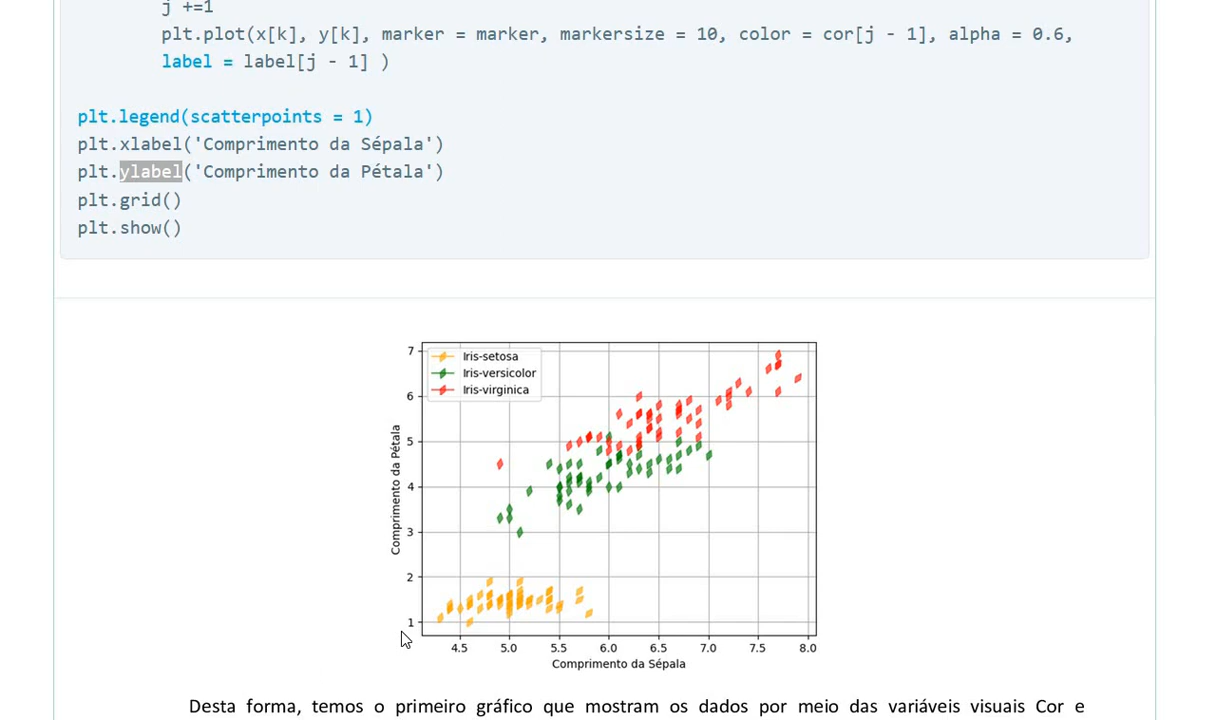 j +=1
plt.plot(x[k], y[k], marker = marker, markersize = 10, color = cor[j - 1], alpha = 0.6,
label = label[j - 1] )
plt.legend(scatterpoints = 1)
plt.xlabel('Comprimento da Sépala')
plt.ylabel('Comprimento da Pétala')
plt.grid()
plt.show()
7
6
5
4
3
2
1
Iris-setosa
Iris-versicolor
Iris-virginica
Comprimento da Pétala
4.5 5.0 5.5 6.0 6.5 7.0 7.5 8.0
Comprimento da Sépala
Desta forma, temos o primeiro gráfico que mostram os dados por meio das variáveis visuais Cor e